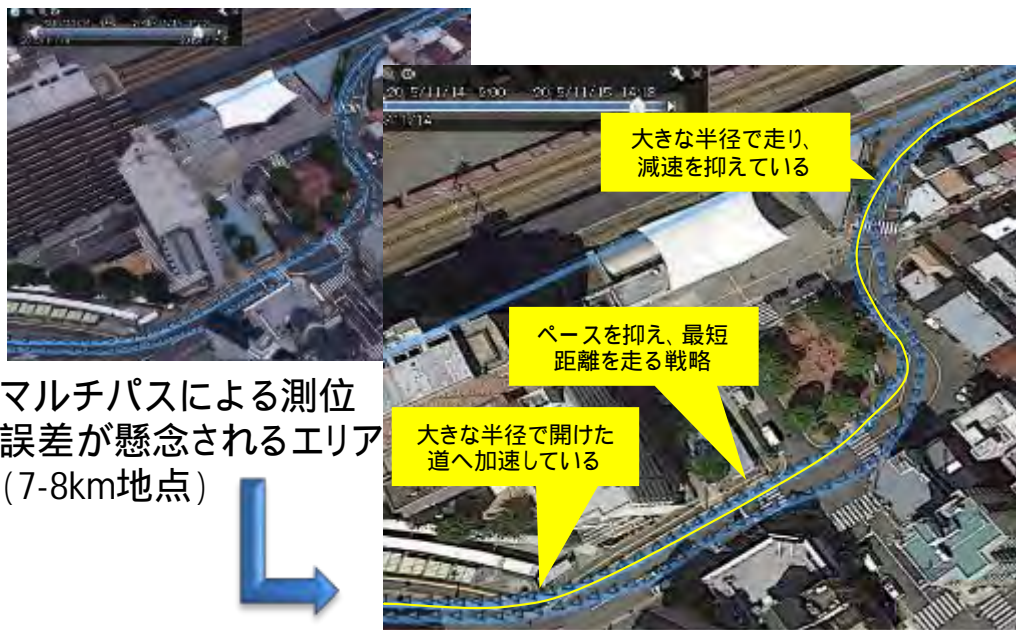 大きな半径で走り、
減速を抑えている
ペースを抑え、最短
距離を走る戦略
大きな半径で開けた
道へ加速している
マルチパスによる測位
誤差が懸念されるエリア
(7-8km地点)